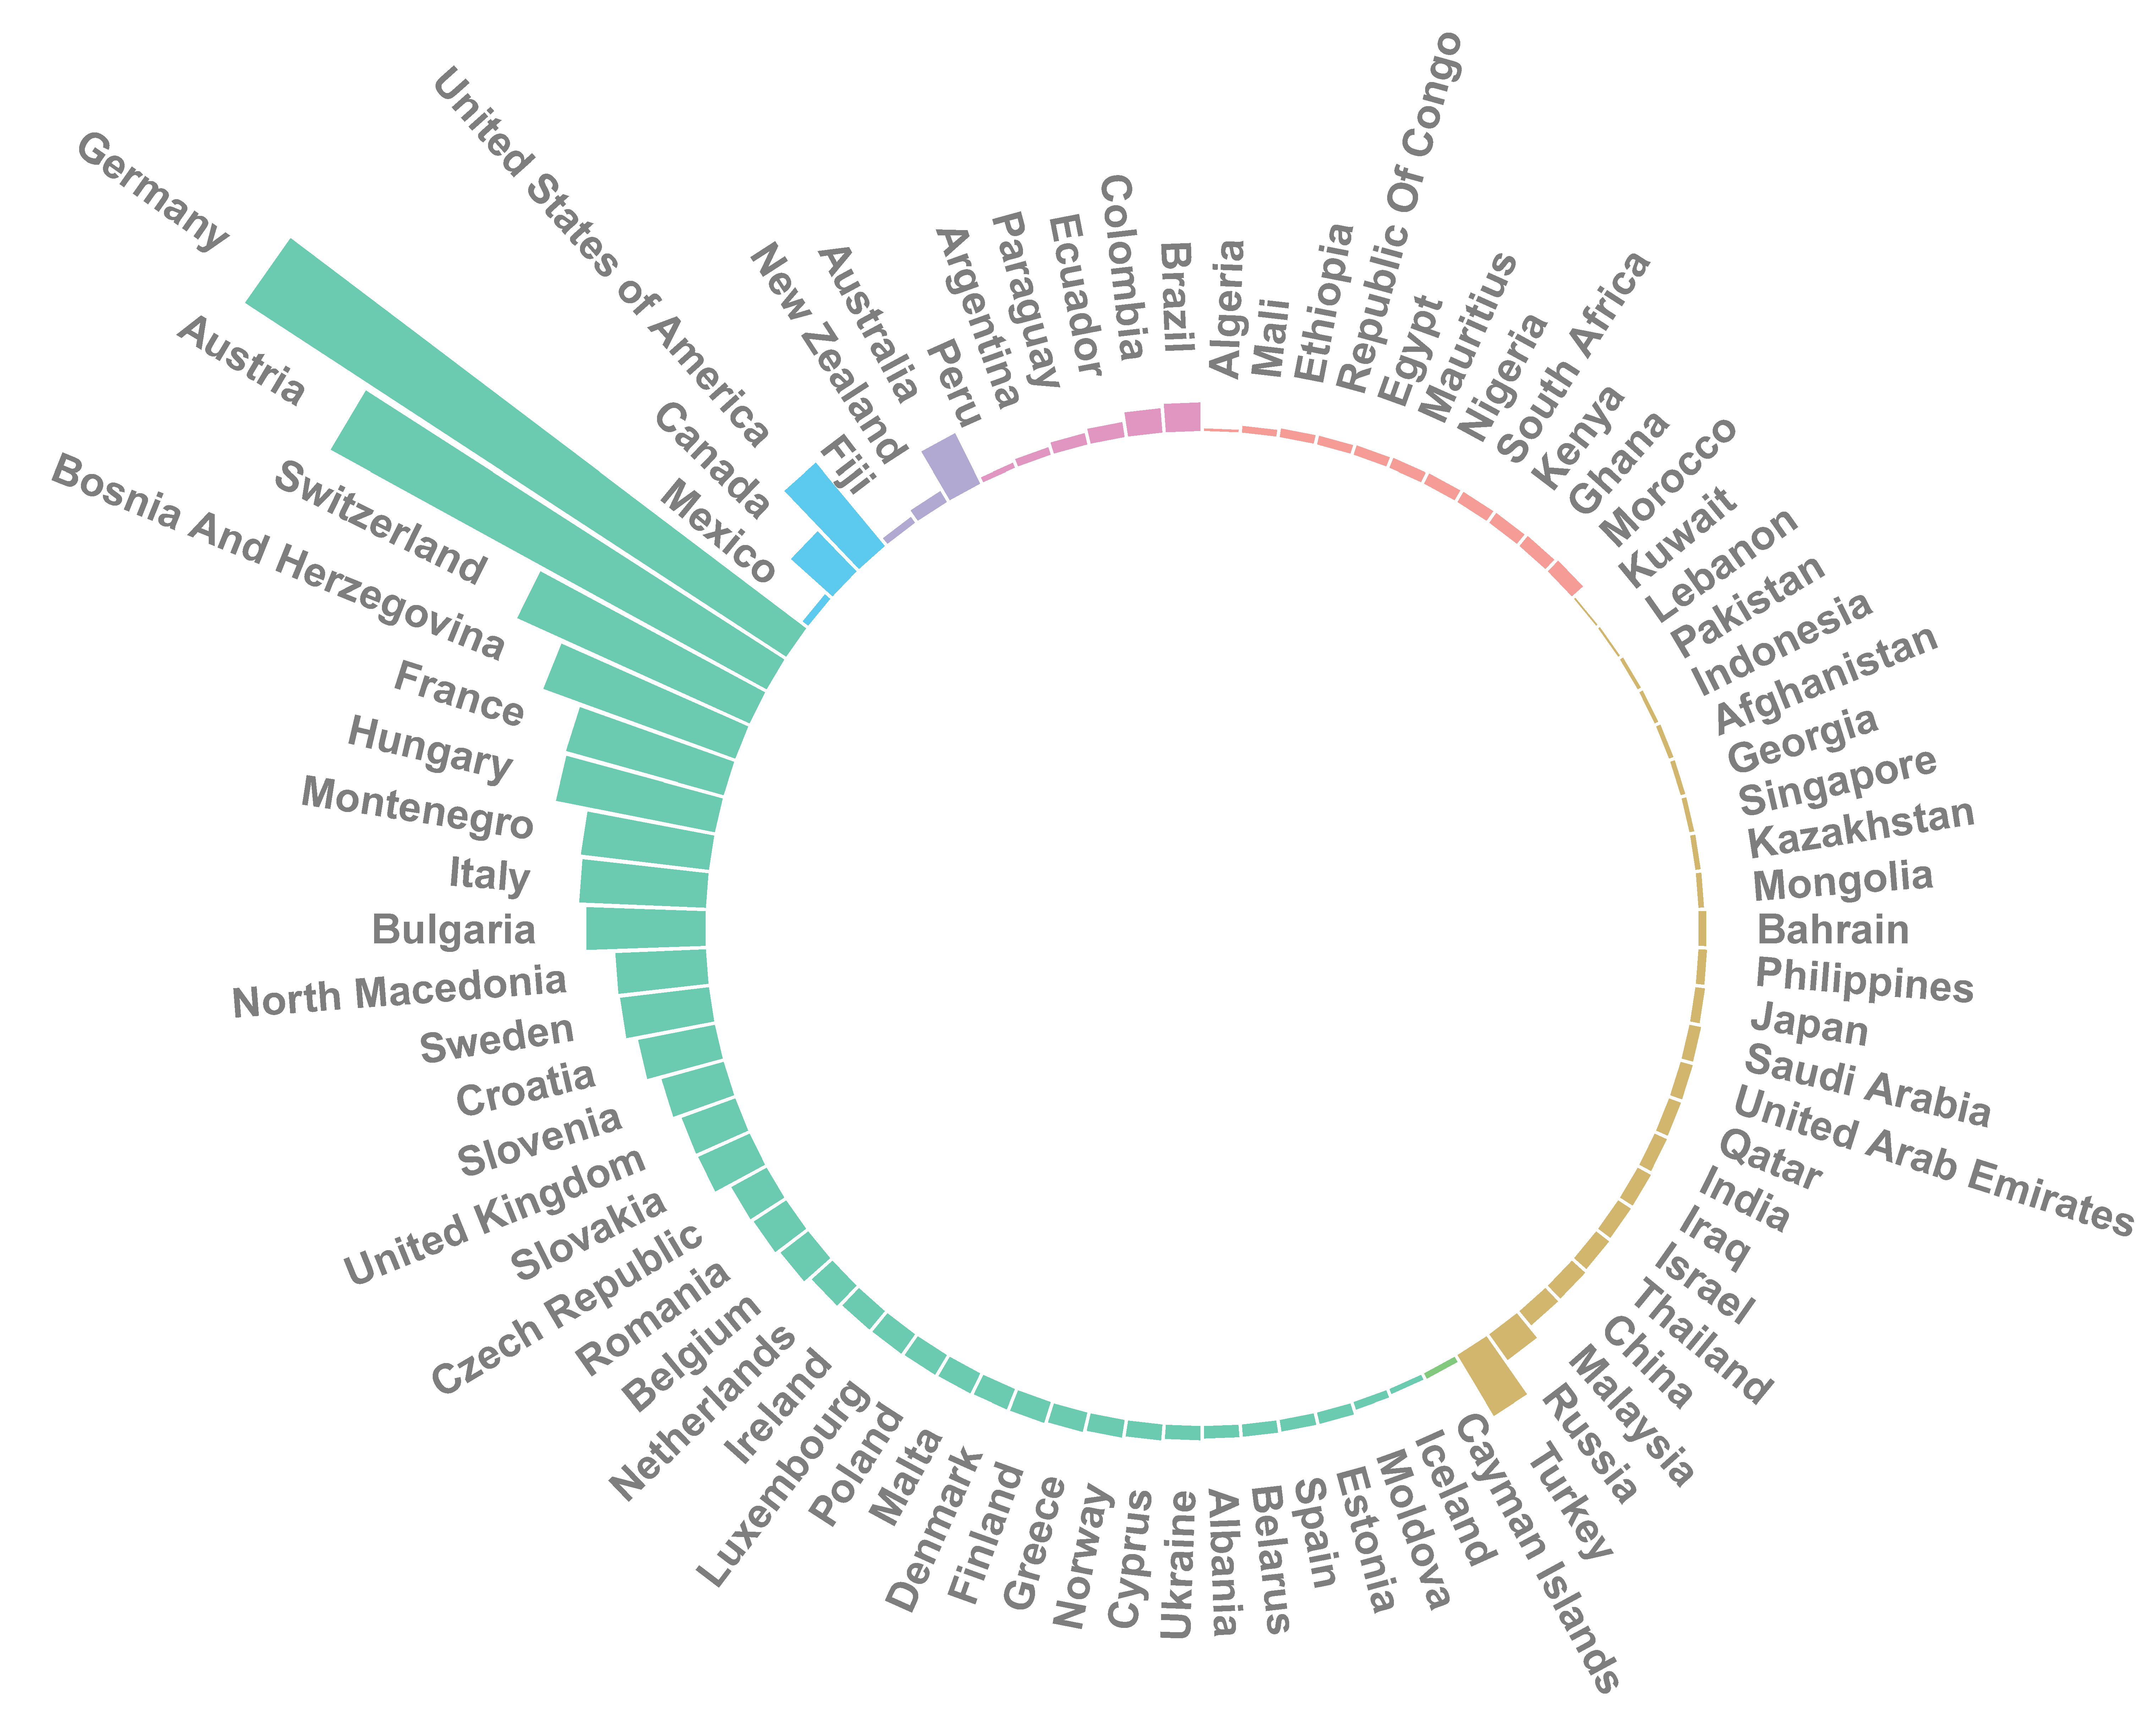 Algeria
Mali
Ethiopia
Republic Of Congo
Egypt
Mauritius
Nigeria
South Africa
Kenya
Ghana
Morocco
Kuwait
Lebanon
Pakistan
Indonesia
Afghanistan
Georgia
Singapore
Kazakhstan
Mongolia
Bahrain
Philippines
Japan
Saudi Arabia
United Arab Emirates
Qatar
India
Iraq
Israel
Thailand
China
Malaysia
Russia
Turkey
Cayman Islands
Iceland
Moldova
Estonia
Spain
Belarus
Albania
Ukraine
Cyprus
Norway
Greece
Finland
Denmark
Malta
Poland
Luxembourg
Ireland
Netherlands
Belgium
Romania
Czech Republic
Slovakia
United Kingdom
Slovenia
Croatia
Sweden
North Macedonia
Bulgaria
Italy
Montenegro
Hungary
France
Bosnia And Herzegovina
Switzerland
Austria
Germany
Mexico
Canada
United States of America
Fiji
New Zealand
Australia
Peru
Argentina
Paraguay
Ecuador
Colombia
Brazil